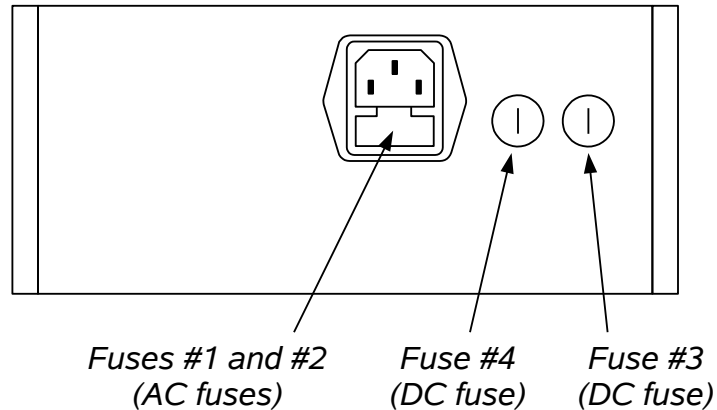 Fuses #1 and #2
(AC fuses)
Fuse #4
(DC fuse)
Fuse #3
(DC fuse)